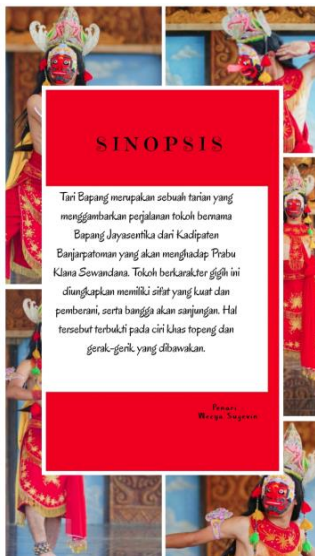 SINOPSIS
Tari Bapang merupakan sebuah tarian yang
menggambarkan perjalanan tokoh bernama
Bapang Jayasentika dari Kadipaten
Banjarpatoman yang akan menghadap Prabu
Klana Sewandana. Tokoh berkarakter gigih ini
diungkapkan memiliki sifat yang kuat dan
pemberani, serta bangga akan sanjungan. Hal
tersebut terbukti pada ciri khas topeng dan
gerak-gerik yang dibawakan.
Penari :